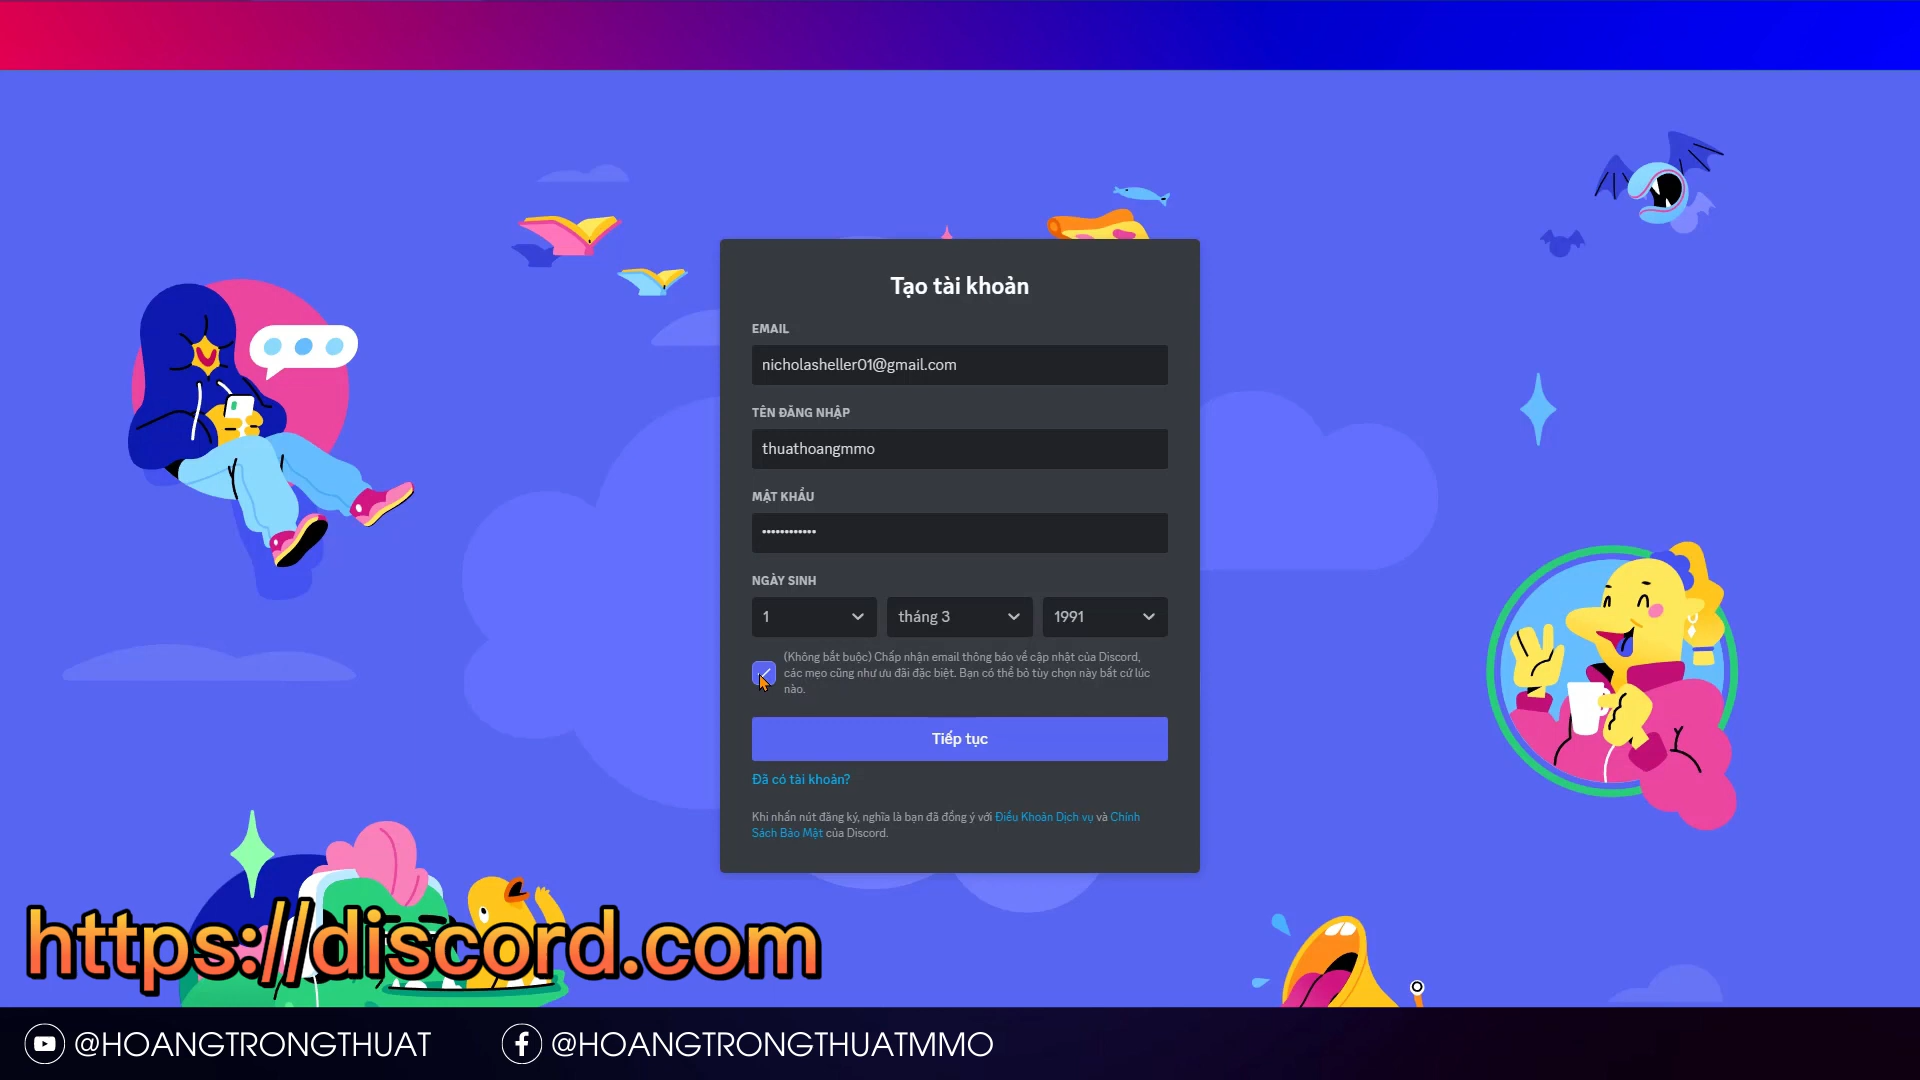 Tạo tài khoản
EMAIL
nicholasheller01@gmail.com
TÊN ĐĂNG NHẬP
thuathoangmmo
MẬT KHẨU
••••••••••••
NGÀY SINH
1 tháng 3 1991
(Không bắt buộc) Chấp nhận email thông báo về cập nhật của Discord,
các mẹo cũng như ưu đãi đặc biệt. Bạn có thể bỏ tùy chọn này bất cứ lúc
nào.
Tiếp tục
Đã có tài khoản?
Khi nhấn nút đăng ký, nghĩa là bạn đã đồng ý với Điều Khoản Dịch vụ và Chính
Sách Bảo Mật của Discord.
https://discord.com
@HOANGTRONGTHUAT @HOANGTRONGTHUATMMO